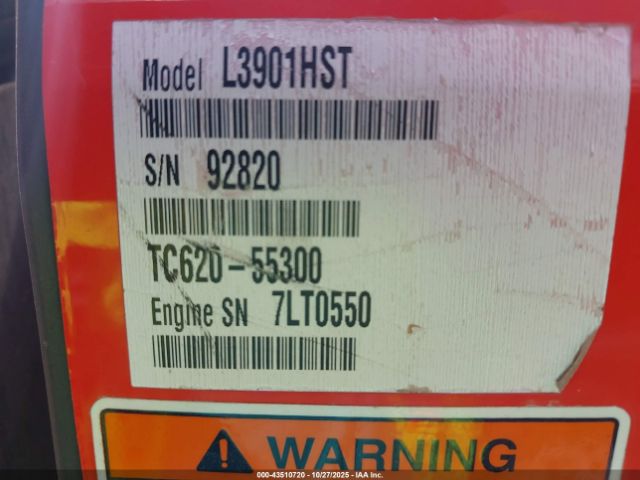 Model L3901HST
S/N 92820
TC620-55300
Engine SN 7LT0550
WARNING
000-43510720 - 10/27/2025 - IAA Inc.